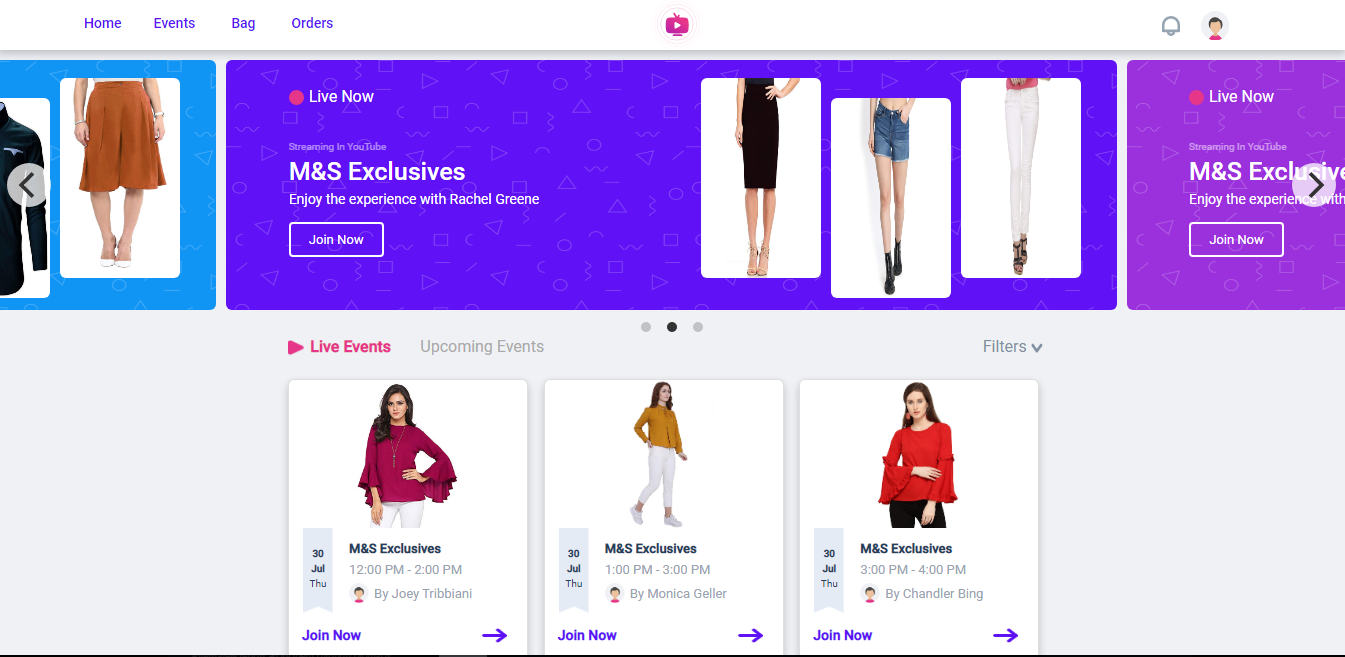 Home Events Bag Orders
Live Now
Streaming In YouTube
M&S Exclusives
Enjoy the experience with Rachel Greene
Join Now
Live Now
Streaming In YouTube
M&S Exclusive
Enjoy the experience with
Join Now
Live Events Upcoming Events Filters
30
Jul
Thu
M&S Exclusives
12:00 PM - 2:00 PM
By Joey Tribbiani
Join Now
30
Jul
Thu
M&S Exclusives
1:00 PM - 3:00 PM
By Monica Geller
Join Now
30
Jul
Thu
M&S Exclusives
3:00 PM - 4:00 PM
By Chandler Bing
Join Now